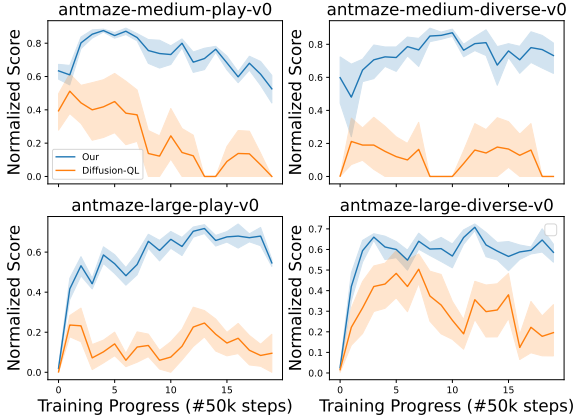 antmaze-medium-play-v0
antmaze-medium-diverse-v0
Normalized Score
0.8
0.6
0.4
0.2
0.0
Our
Diffusion-QL
Normalized Score
0.8
0.6
0.4
0.2
0.0
antmaze-large-play-v0
antmaze-large-diverse-v0
Normalized Score
0.6
0.4
0.2
0.0
0 5 10 15
Training Progress (#50k steps)
Normalized Score
0.7
0.6
0.5
0.4
0.3
0.2
0.1
0.0
0 5 10 15
Training Progress (#50k steps)